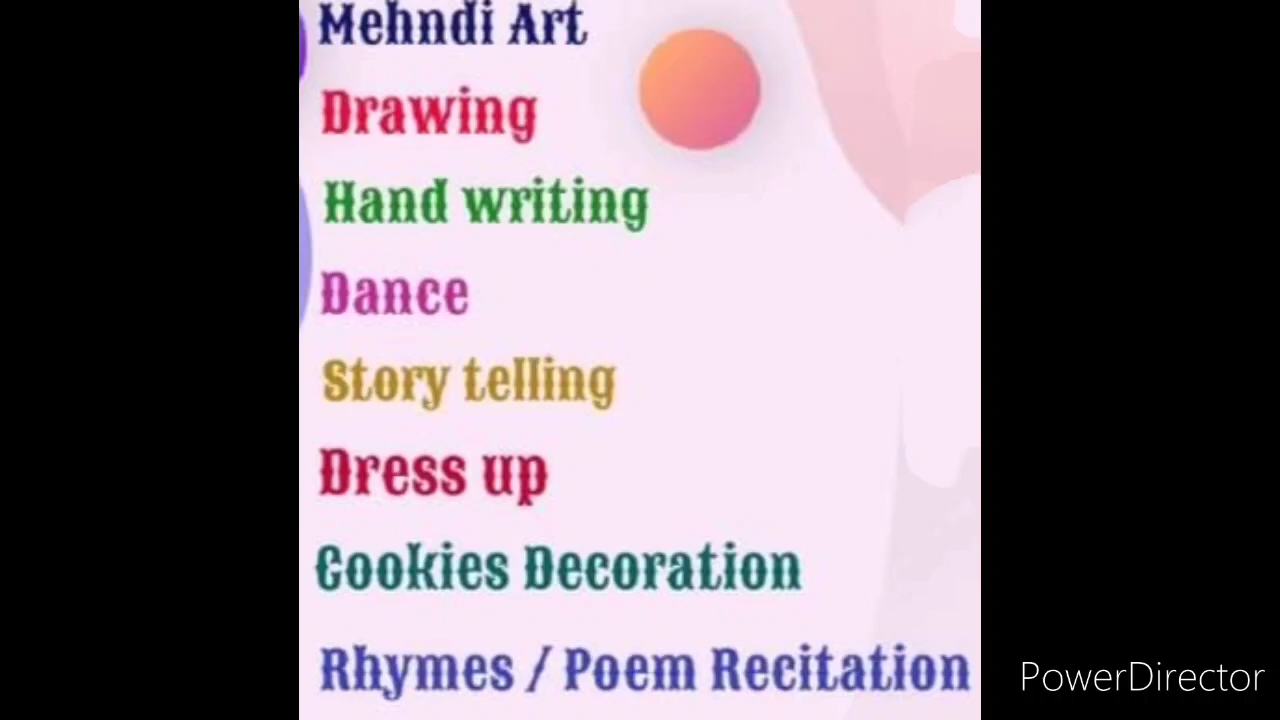 Mehndi Art
Drawing
Hand writing
Dance
Story telling
Dress up
Cookies Decoration
Rhymes / Poem Recitation
PowerDirector